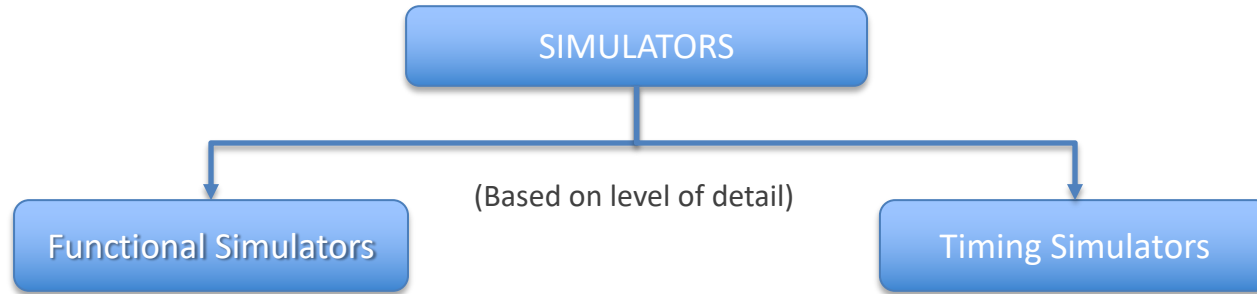 SIMULATORS
(Based on level of detail)
Functional Simulators
Timing Simulators